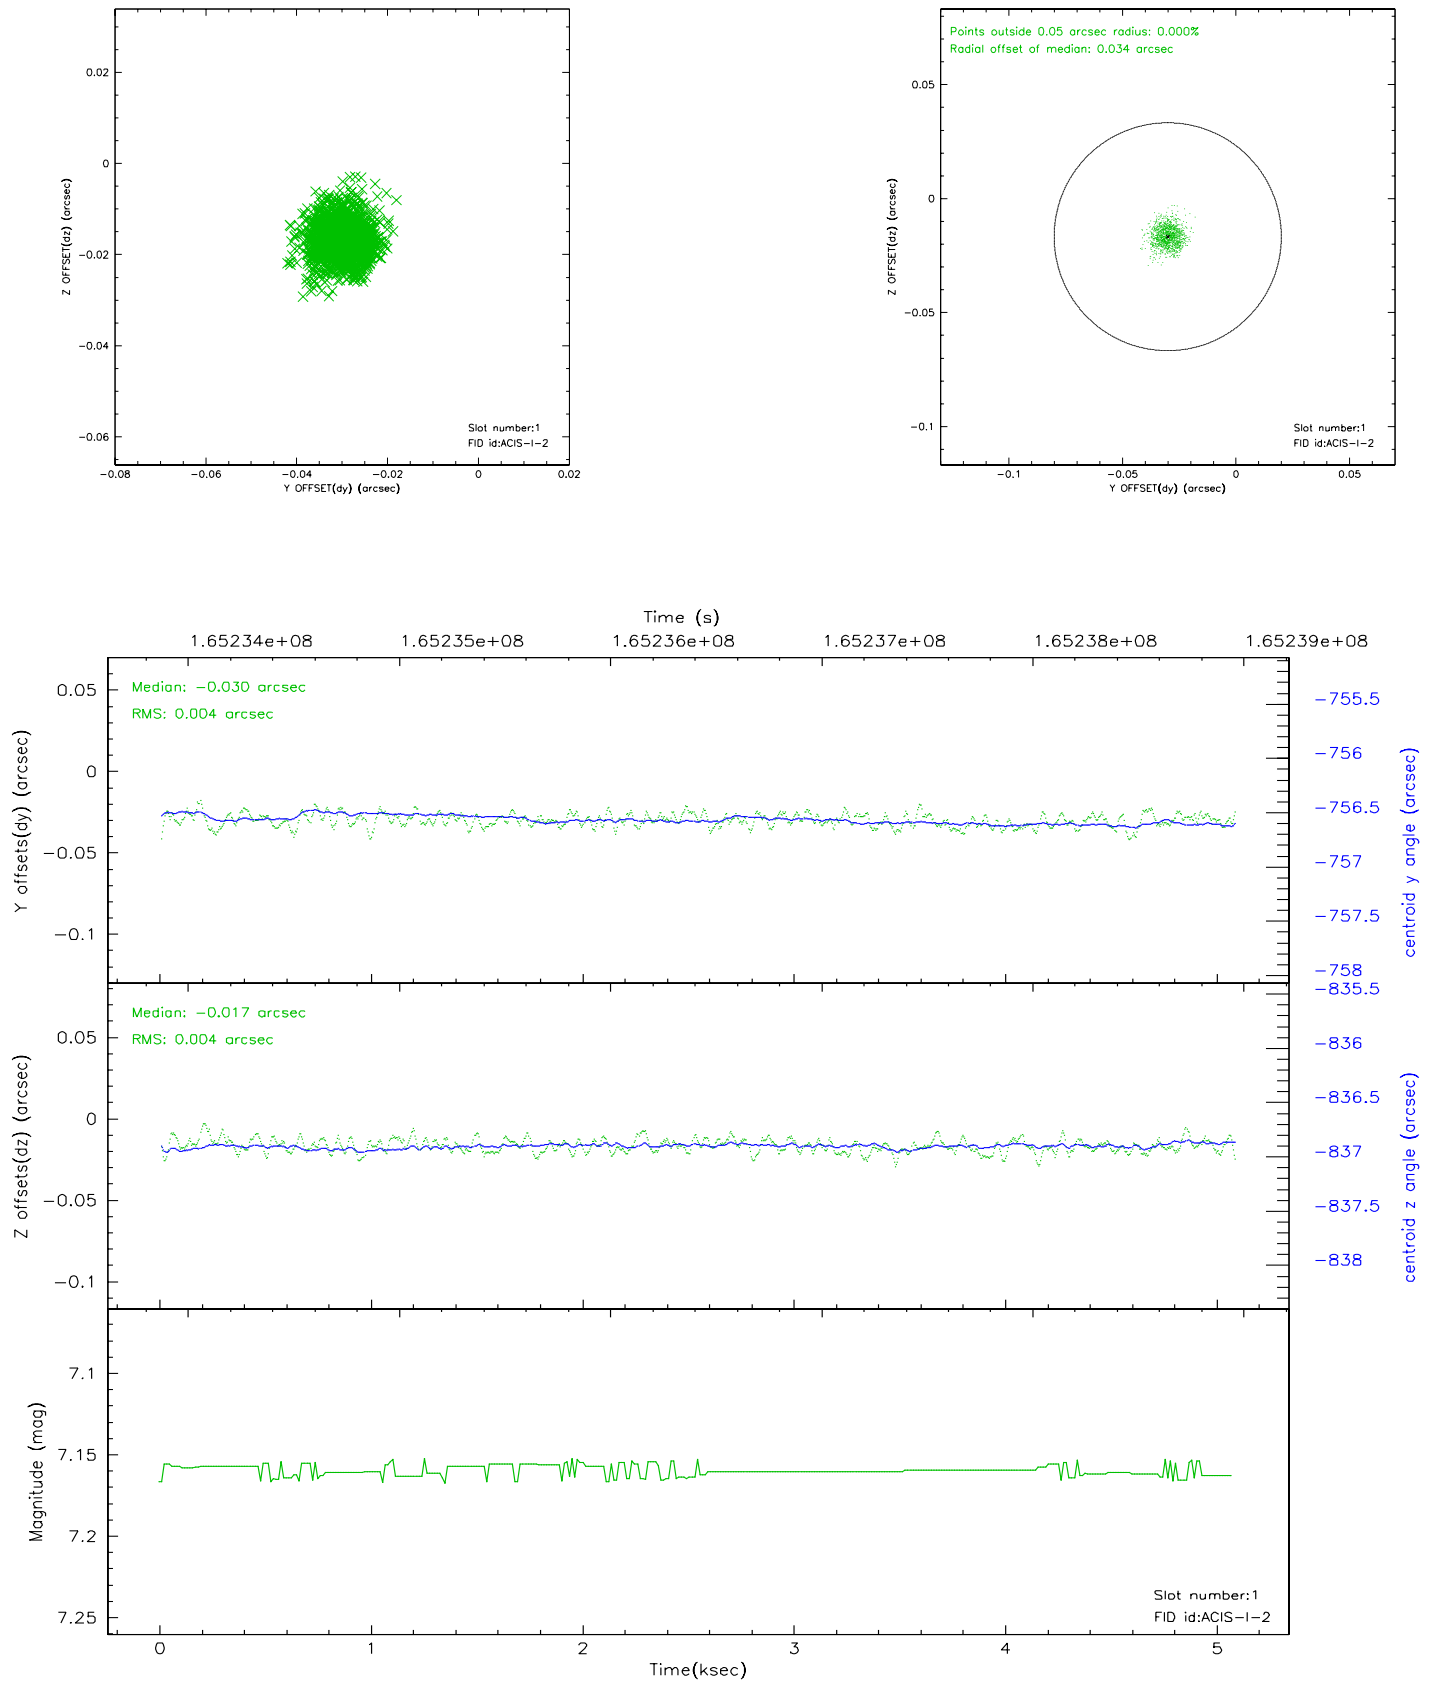 0.02
0
-0.02
-0.04
-0.06
Z OFFSET(dz) (arcsec)
Slot number:1
FID id:ACIS-I-2
-0.08 -0.06 -0.04 -0.02 0 0.02
Y OFFSET(dy) (arcsec)
Points outside 0.05 arcsec radius: 0.000%
Radial offset of median: 0.034 arcsec
0.05
0
-0.05
-0.1
Z OFFSET(dz) (arcsec)
Slot number:1
FID id:ACIS-I-2
-0.1 -0.05 0 0.05
Y OFFSET(dy) (arcsec)
Time (s)
1.65234e+08 1.65235e+08 1.65236e+08 1.65237e+08 1.65238e+08 1.65239e+08
Median: -0.030 arcsec
RMS: 0.004 arcsec
0.05
0
-0.05
-0.1
Y offsets(dy) (arcsec)
-755.5
-756
-756.5
-757
-757.5
-758
centroid y angle (arcsec)
Median: -0.017 arcsec
RMS: 0.004 arcsec
0.05
0
-0.05
-0.1
Z offsets(dz) (arcsec)
-835.5
-836
-836.5
-837
-837.5
-838
centroid z angle (arcsec)
7.1
7.15
7.2
7.25
Magnitude (mag)
Slot number:1
FID id:ACIS-I-2
0 1 2 3 4 5
Time(ksec)